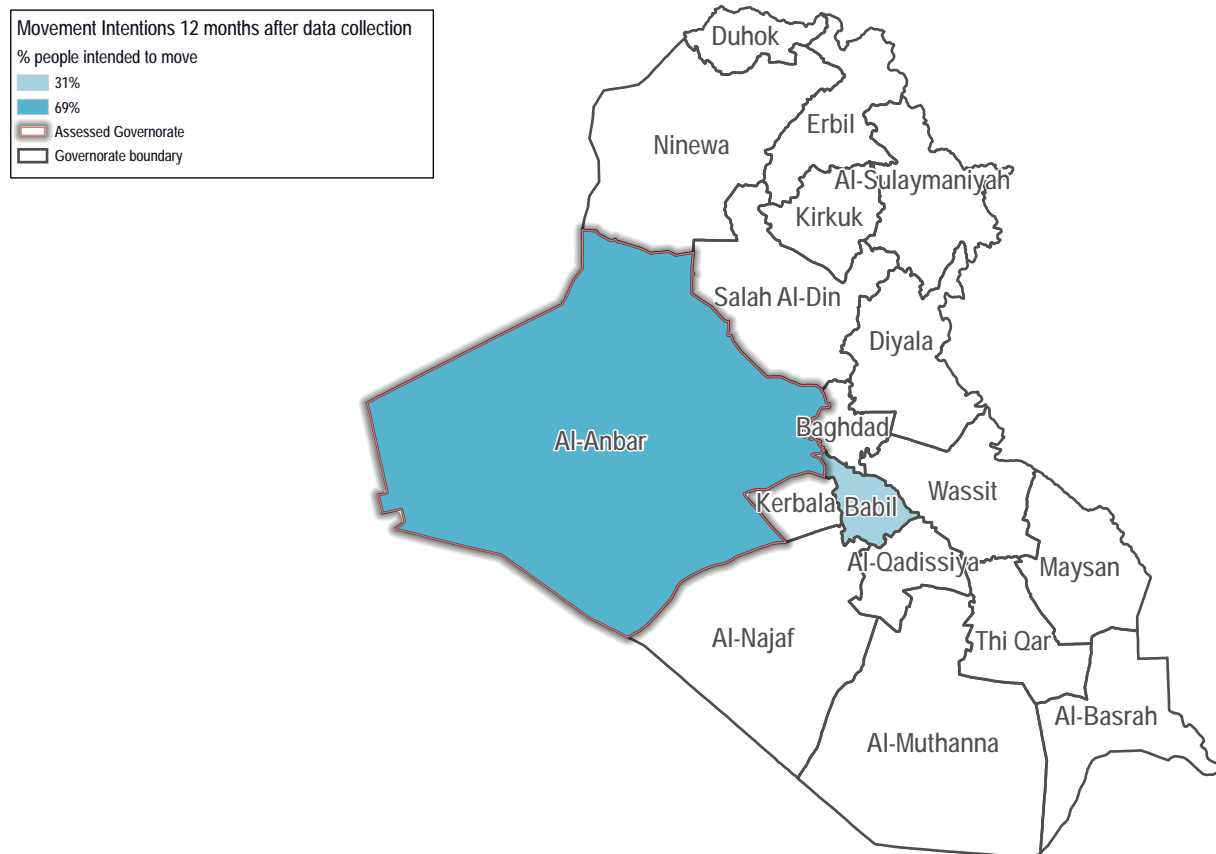 Movement Intentions 12 months after data collection
% people intended to move
31%
69%
Assessed Governorate
Governorate boundary
Duhok
Erbil
Ninewa
Al-Sulaymaniyah
Kirkuk
Salah Al-Din
Diyala
Baghdad
Al-Anbar
Wassit
Kerbala
Babil
Al-Qadissiya
Maysan
Al-Najaf
Thi Qar
Al-Basrah
Al-Muthanna